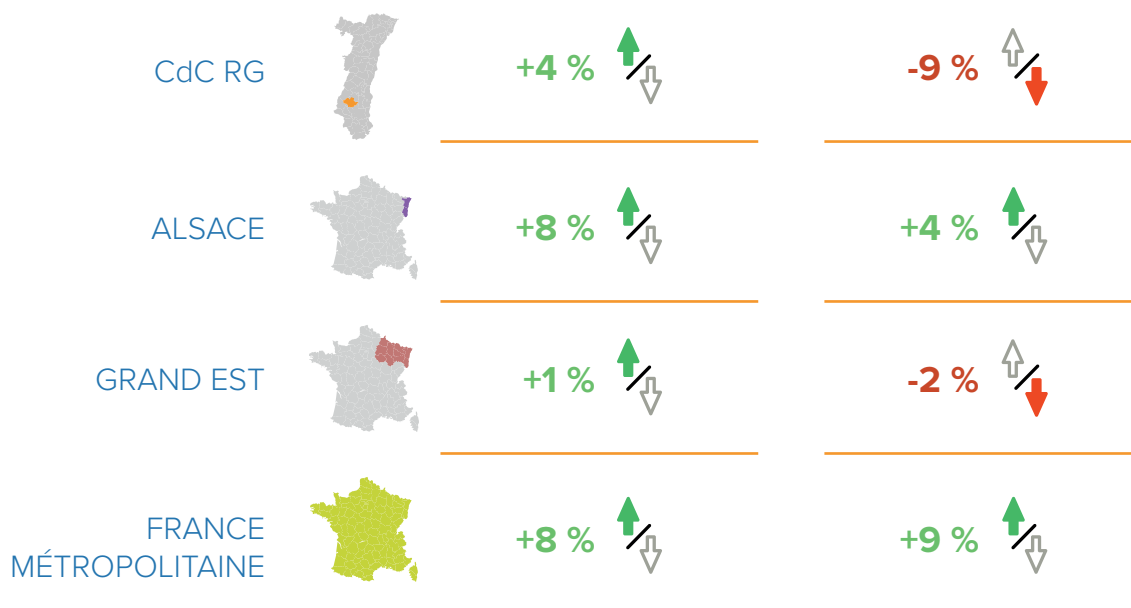 CdC RG
+4 %
-9 %
ALSACE
+8 %
+4 %
GRAND EST
+1 %
-2 %
FRANCE
MÉTROPOLITAINE
+8 %
+9 %